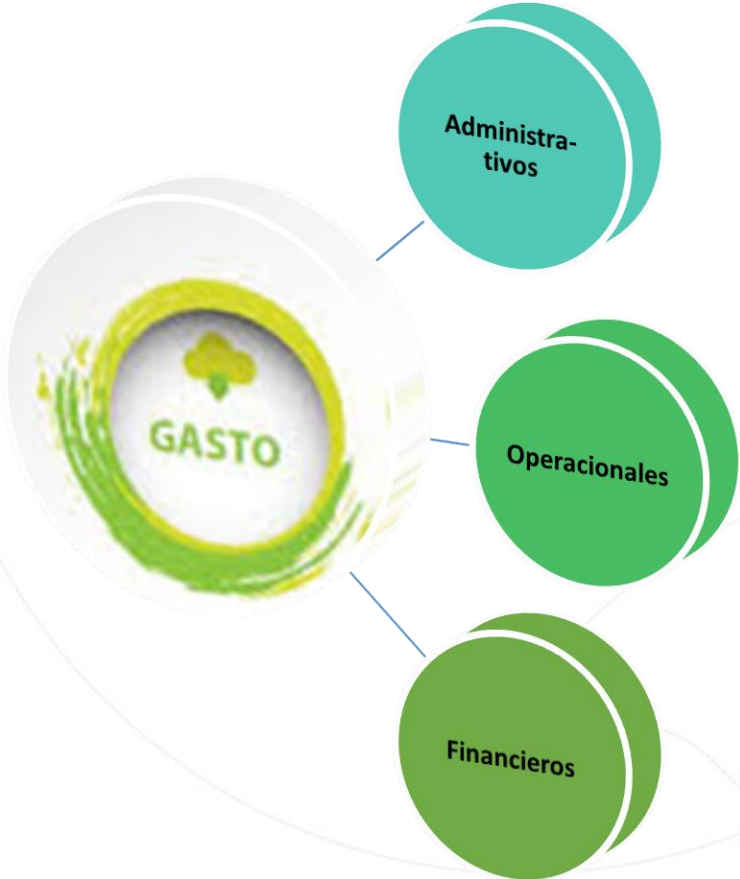 Administra-
tivos
GASTO
Operacionales
Financieros